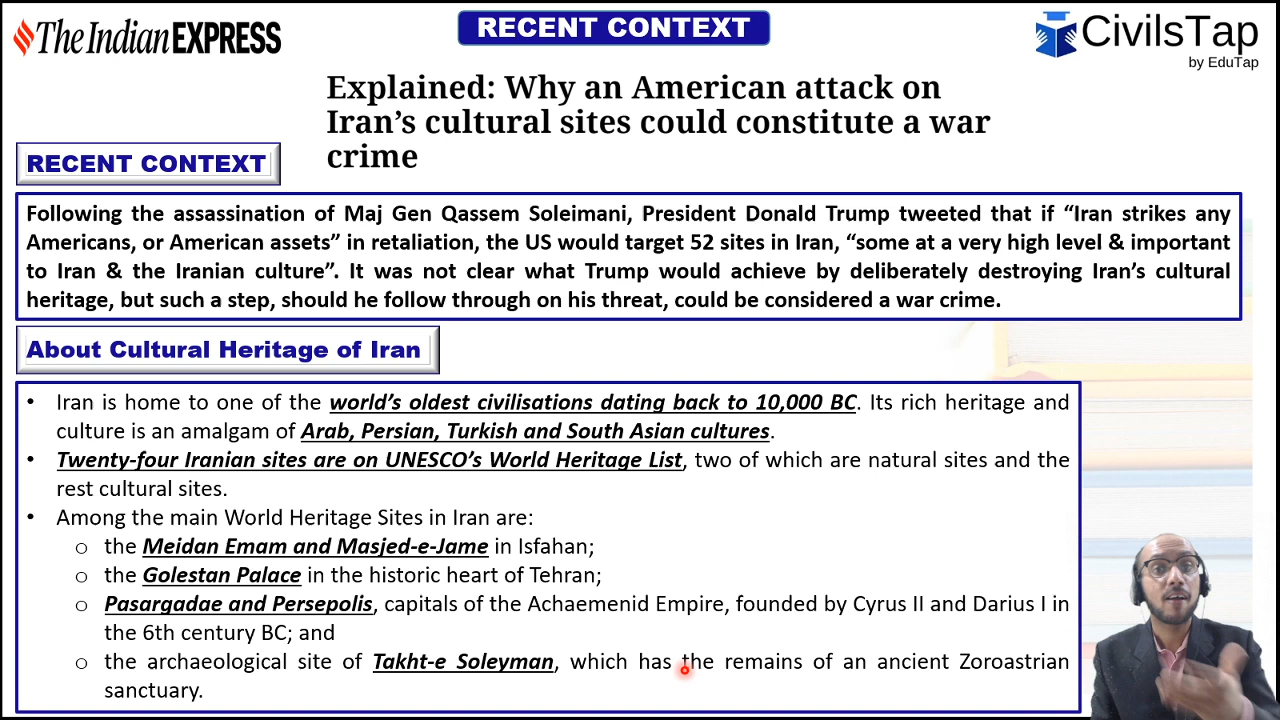 The Indian EXPRESS
RECENT CONTEXT
CivilsTap
by EduTap
Explained: Why an American attack on
Iran’s cultural sites could constitute a war
crime
RECENT CONTEXT
Following the assassination of Maj Gen Qassem Soleimani, President Donald Trump tweeted that if “Iran strikes any
Americans, or American assets” in retaliation, the US would target 52 sites in Iran, “some at a very high level & important
to Iran & the Iranian culture”. It was not clear what Trump would achieve by deliberately destroying Iran’s cultural
heritage, but such a step, should he follow through on his threat, could be considered a war crime.
About Cultural Heritage of Iran
• Iran is home to one of the world’s oldest civilisations dating back to 10,000 BC. Its rich heritage and
culture is an amalgam of Arab, Persian, Turkish and South Asian cultures.
• Twenty-four Iranian sites are on UNESCO’s World Heritage List, two of which are natural sites and the
rest cultural sites.
• Among the main World Heritage Sites in Iran are:
o the Meidan Emam and Masjed-e-Jame in Isfahan;
o the Golestan Palace in the historic heart of Tehran;
o Pasargadae and Persepolis, capitals of the Achaemenid Empire, founded by Cyrus II and Darius I in
the 6th century BC; and
o the archaeological site of Takht-e Soleyman, which has the remains of an ancient Zoroastrian
sanctuary.